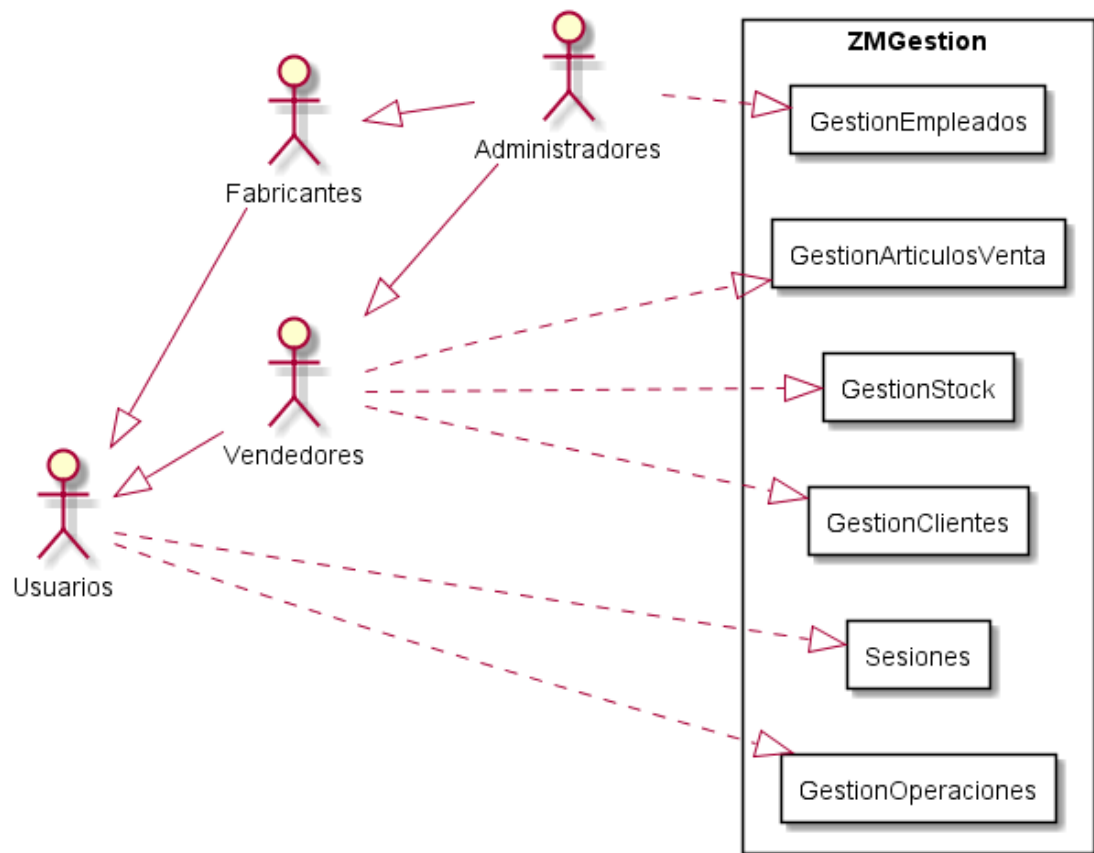 ZMGestion
Administradores
Fabricantes
GestionEmpleados
GestionArticulosVenta
Vendedores
GestionStock
GestionClientes
Usuarios
Sesiones
GestionOperaciones